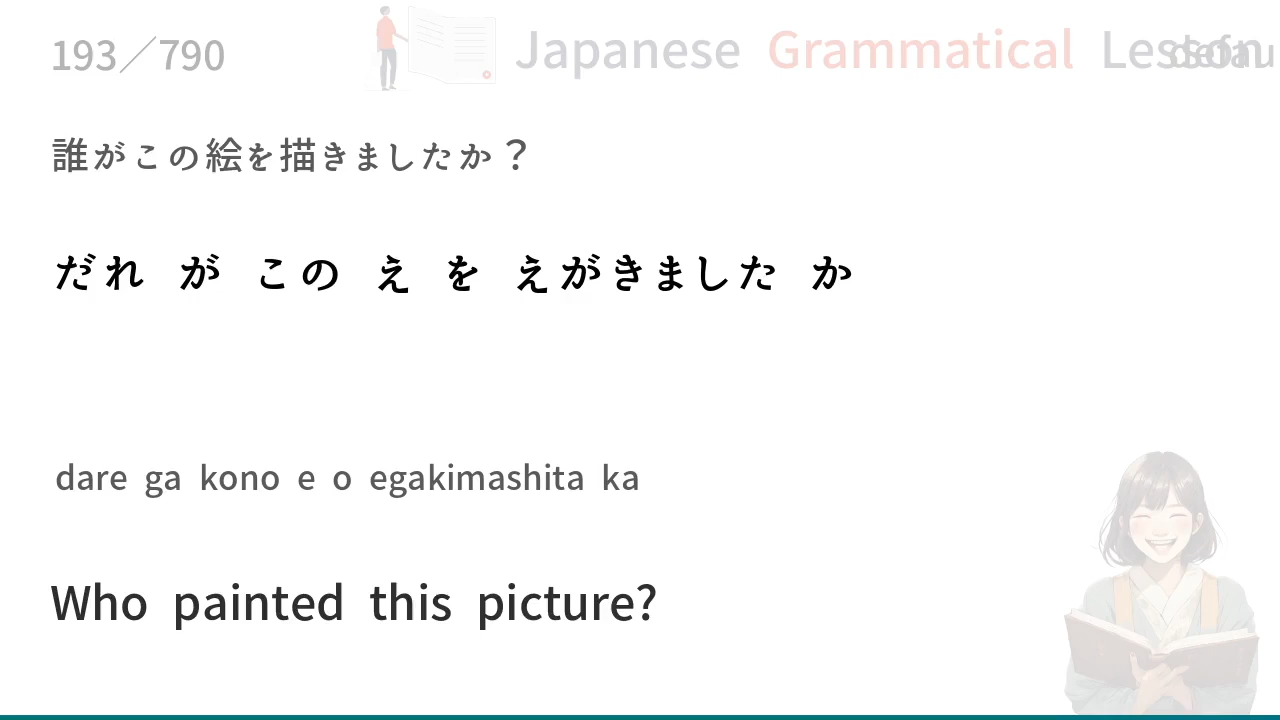 193／790
Japanese Grammatical Lesson
defau
誰がこの絵を描きましたか？
だれ が この え を えがきました か
dare ga kono e o egakimashita ka
Who painted this picture?